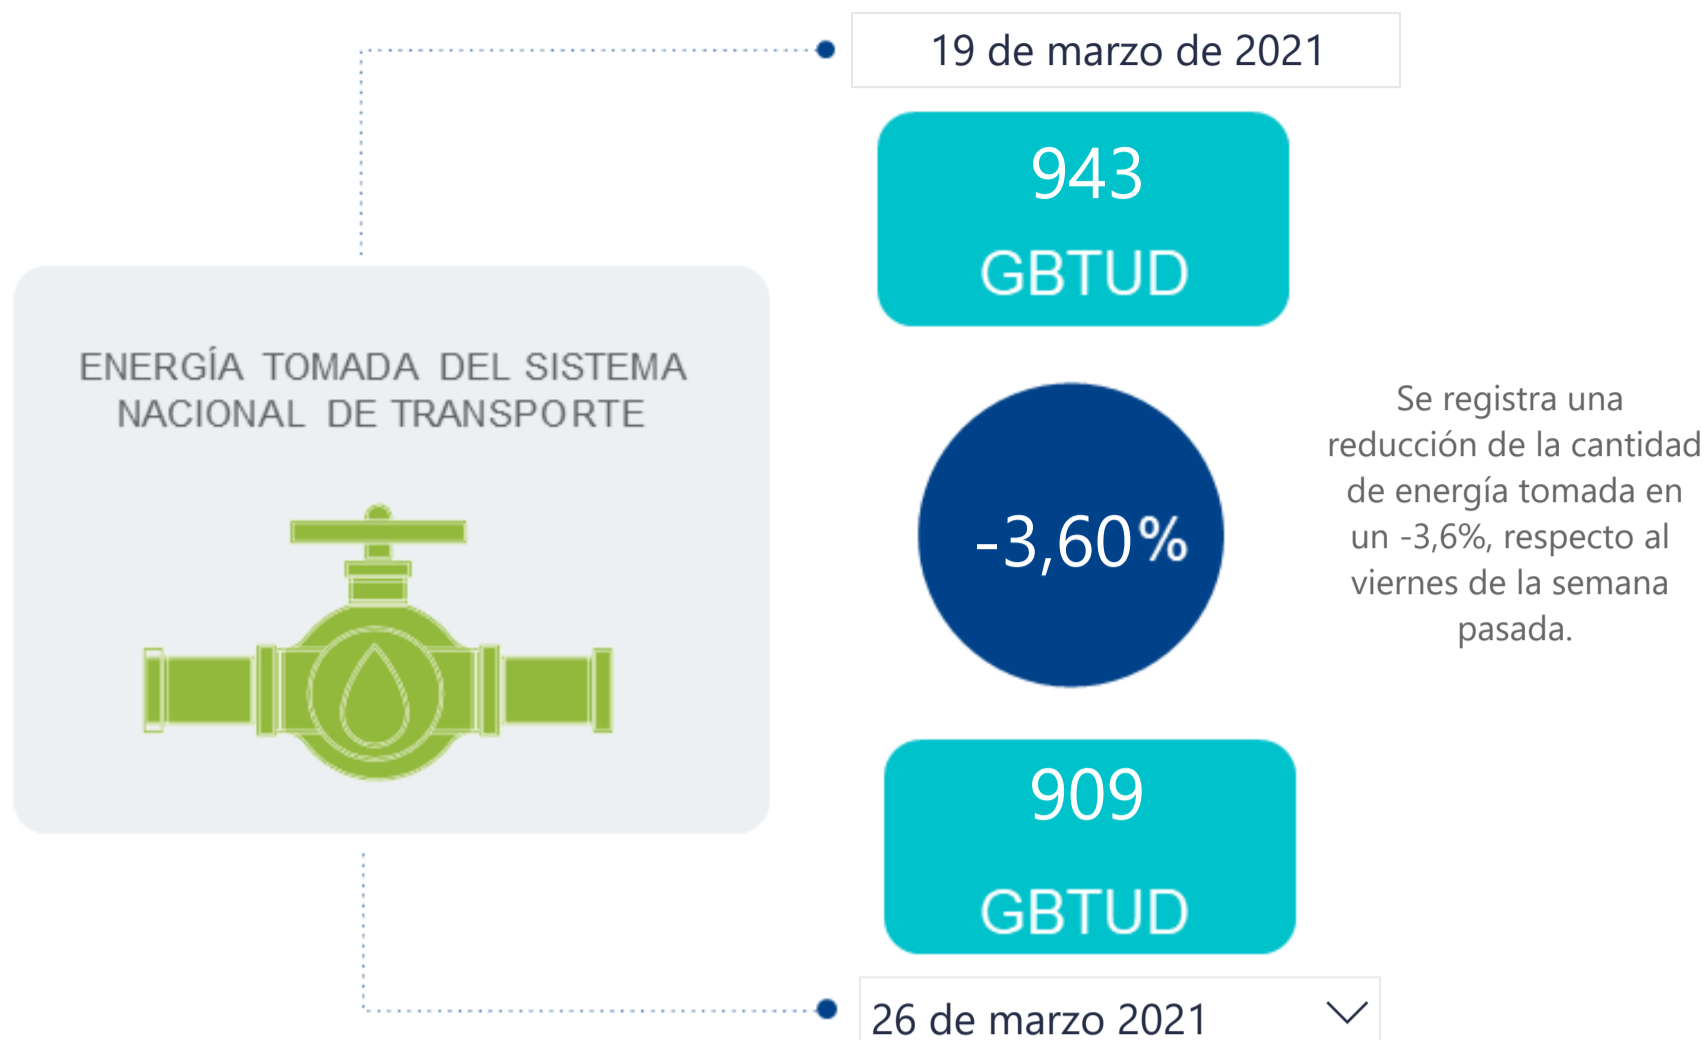 19 de marzo de 2021
943
GBTUD
ENERGÍA TOMADA DEL SISTEMA
NACIONAL DE TRANSPORTE
-3,60%
Se registra una
reducción de la cantidad
de energía tomada en
un -3,6%, respecto al
viernes de la semana
pasada.
909
GBTUD
26 de marzo 2021